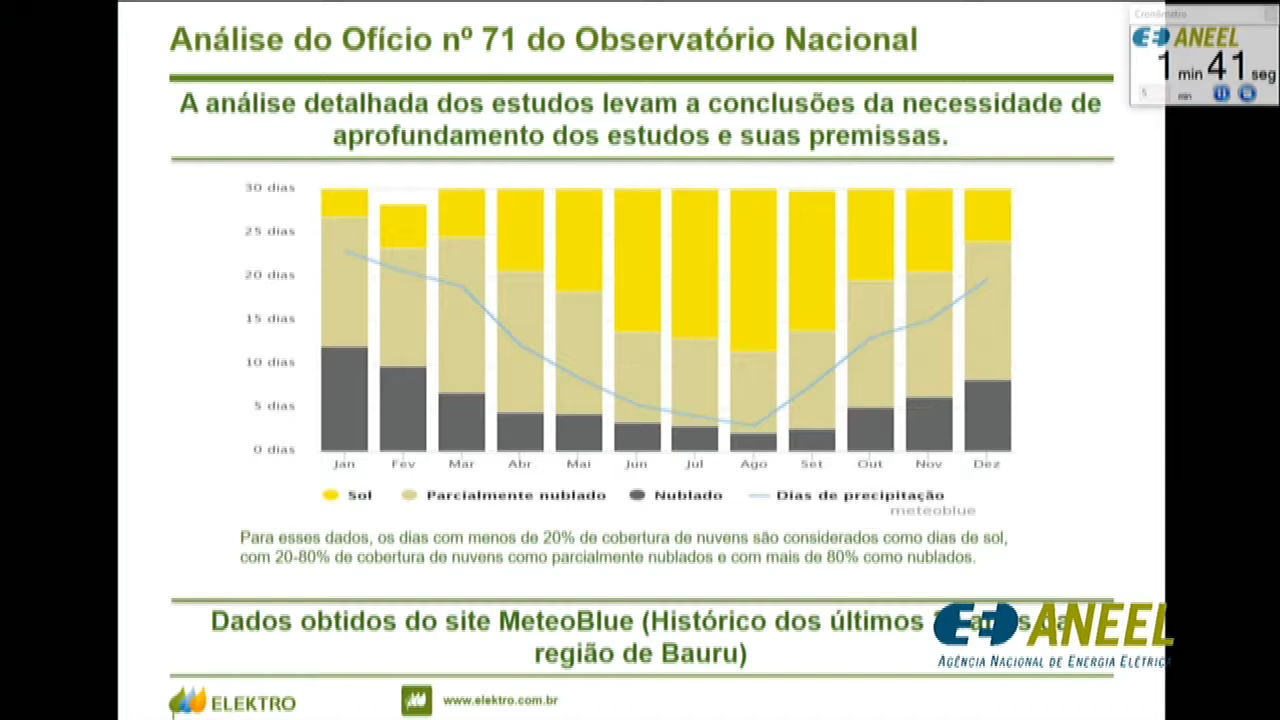 Análise do Ofício nº 71 do Observatório Nacional
Cronômetro
ANEEL
1 min 41 seg
5 min
A análise detalhada dos estudos levam a conclusões da necessidade de
aprofundamento dos estudos e suas premissas.
30 dias
25 dias
20 dias
15 dias
10 dias
5 dias
0 dias
Jan Fev Mar Abr Mai Jun Jul Ago Set Out Nov Dez
Sol Parcialmente nublado Nublado Dias de precipitação
meteoblue
Para esses dados, os dias com menos de 20% de cobertura de nuvens são considerados como dias de sol,
com 20-80% de cobertura de nuvens como parcialmente nublados e com mais de 80% como nublados.
Dados obtidos do site MeteoBlue (Histórico dos últimos
região de Bauru)
ANEEL
AGÊNCIA NACIONAL DE ENERGIA ELÉTRICA
ELEKTRO
www.elektro.com.br